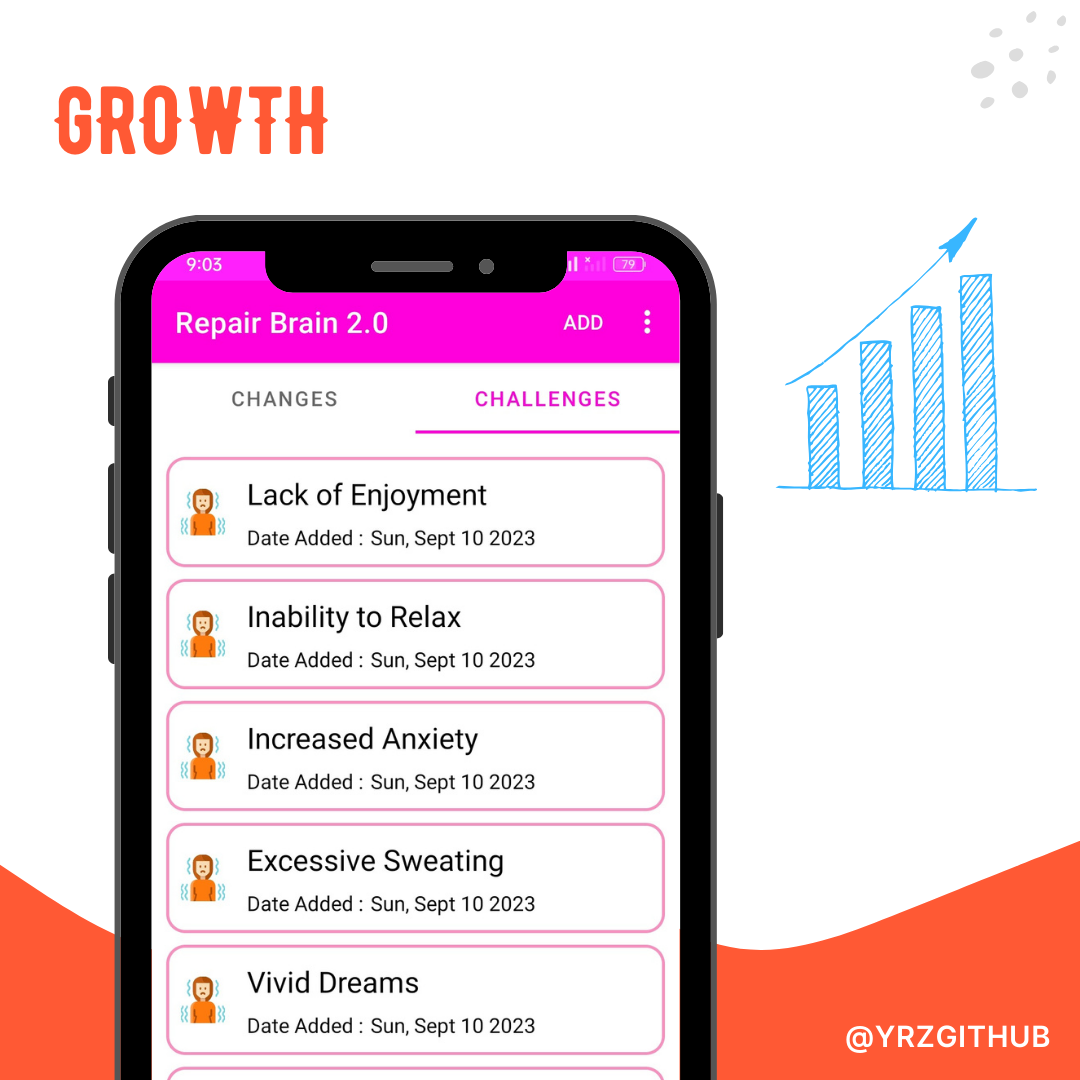 GROWTH
9:03
79
Repair Brain 2.0
ADD
CHANGES
CHALLENGES
Lack of Enjoyment
Date Added : Sun, Sept 10 2023
Inability to Relax
Date Added : Sun, Sept 10 2023
Increased Anxiety
Date Added : Sun, Sept 10 2023
Excessive Sweating
Date Added : Sun, Sept 10 2023
Vivid Dreams
Date Added : Sun, Sept 10 2023
@YRZGITHUB